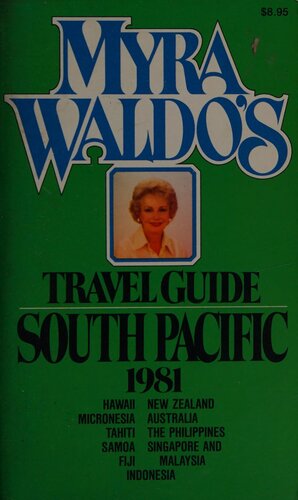 $8.95
MYRA
WALDO'S
TRAVEL GUIDE
SOUTH PACIFIC
1981
HAWAII NEW ZEALAND
MICRONESIA AUSTRALIA
TAHITI THE PHILIPPINES
SAMOA SINGAPORE AND
FIJI MALAYSIA
INDONESIA